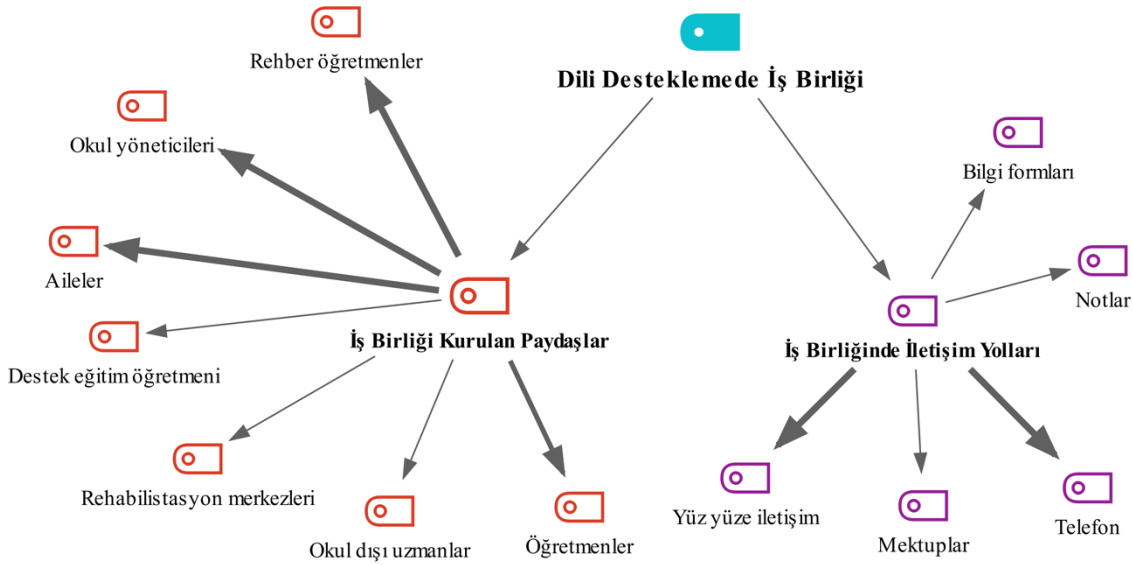 Rehber öğretmenler
Dili Desteklemede İş Birliği
Okul yöneticileri
Bilgi formları
Aileler
Notlar
İş Birliği Kurulan Paydaşlar
İş Birliğinde İletişim Yolları
Destek eğitim öğretmeni
Rehabilistasyon merkezleri
Yüz yüze iletişim
Telefon
Okul dışı uzmanlar
Öğretmenler
Mektuplar